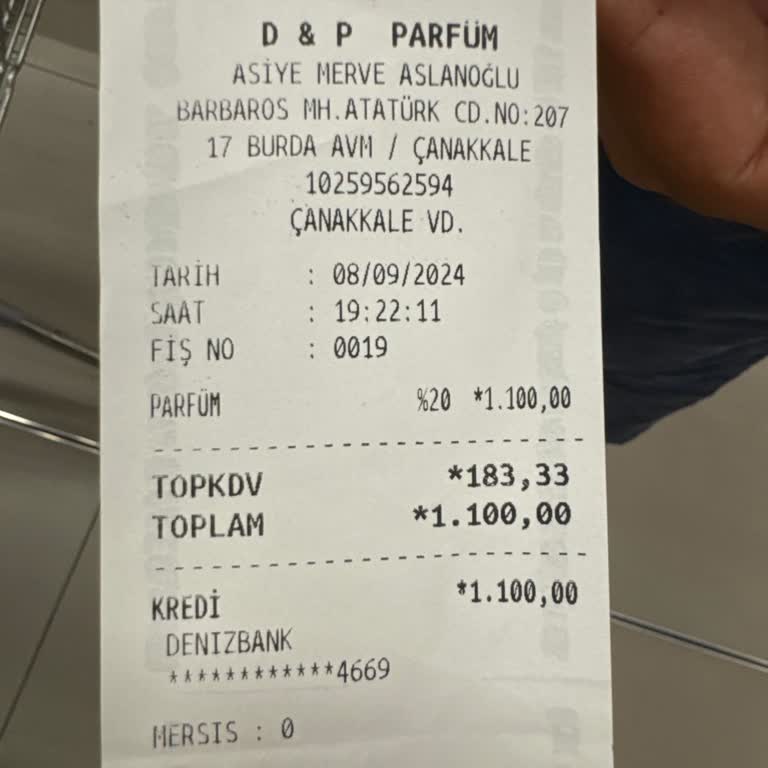 D & P PARFÜM
ASİYE MERVE ASLANOĞLU
BARBAROS MH.ATATÜRK CD.NO:207
17 BURDA AVM / ÇANAKKALE
10259562594
ÇANAKKALE VD.
TARİH : 08/09/2024
SAAT : 19:22:11
FİŞ NO : 0019
PARFÜM %20 *1.100,00
TOPKDV *183,33
TOPLAM *1.100,00
KREDİ *1.100,00
DENIZBANK
************4669
MERSIS : 0